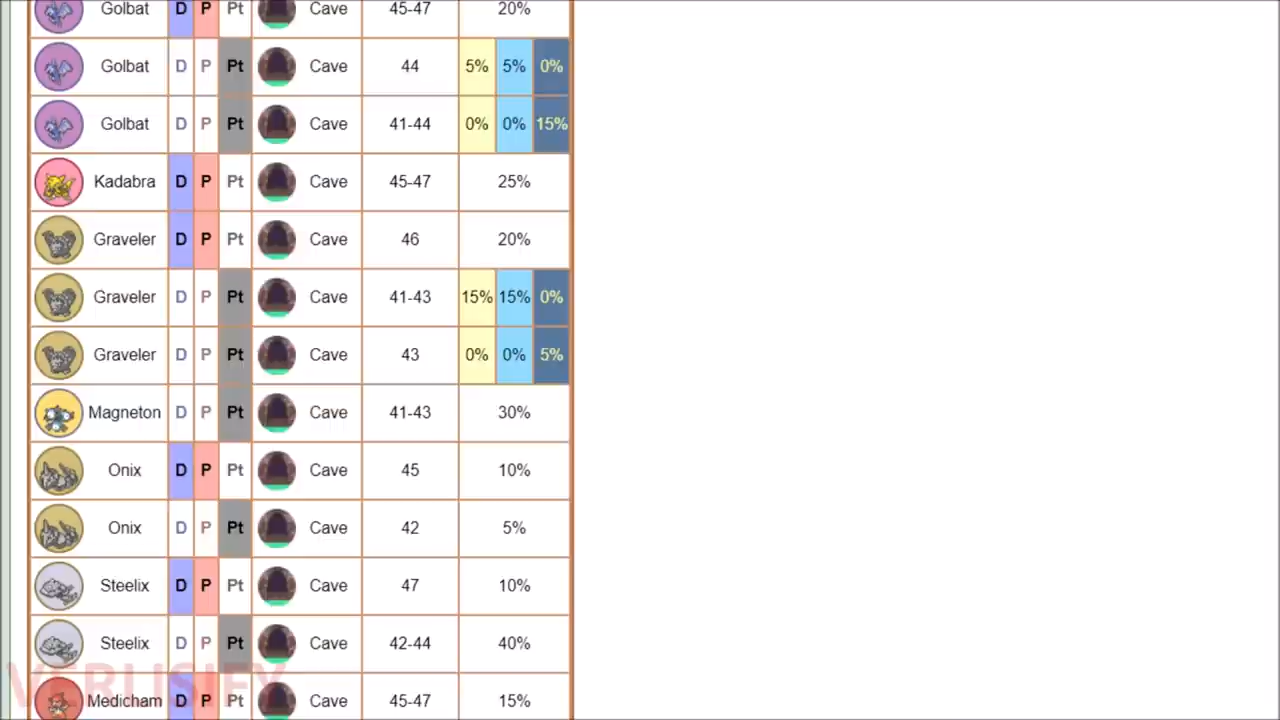 Golbat D P Pt Cave 45-47 20%
Golbat D P Pt Cave 44 5% 5% 0%
Golbat D P Pt Cave 41-44 0% 0% 15%
Kadabra D P Pt Cave 45-47 25%
Graveler D P Pt Cave 46 20%
Graveler D P Pt Cave 41-43 15% 15% 0%
Graveler D P Pt Cave 43 0% 0% 5%
Magneton D P Pt Cave 41-43 30%
Onix D P Pt Cave 45 10%
Onix D P Pt Cave 42 5%
Steelix D P Pt Cave 47 10%
Steelix D P Pt Cave 42-44 40%
VERUSIFY
Medicham D P Pt Cave 45-47 15%